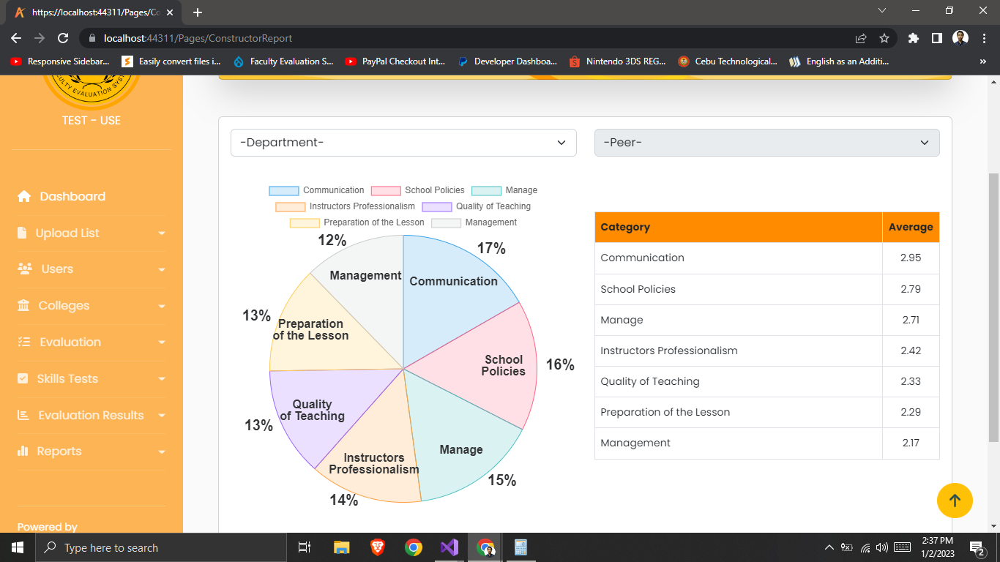 https://localhost:44311/Pages/Co
localhost:44311/Pages/ConstructorReport
Responsive Sidebar...
Easily convert files i...
Faculty Evaluation S...
PayPal Checkout Int...
Developer Dashboa...
Nintendo 3DS REG...
Cebu Technological...
English as an Additi...
»
TEST - USE
Dashboard
Upload List
Users
Colleges
Evaluation
Skills Tests
Evaluation Results
Reports
Powered by
-Department-
-Peer-
Communication School Policies Manage
Instructors Professionalism Quality of Teaching
Preparation of the Lesson Management
12%
17%
Management
Communication
13%
Preparation
of the Lesson
School
Policies
16%
Quality
of Teaching
13%
Manage
Instructors
Professionalism
15%
14%
Category Average
Communication 2.95
School Policies 2.79
Manage 2.71
Instructors Professionalism 2.42
Quality of Teaching 2.33
Preparation of the Lesson 2.29
Management 2.17
Type here to search
2:37 PM
1/2/2023
2